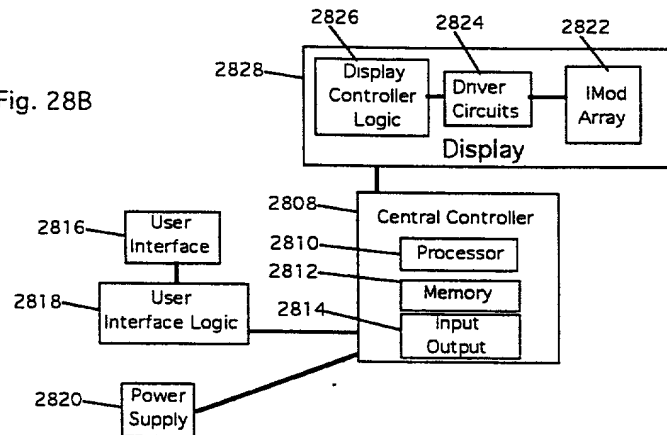 2826
2824
2822
2828
Display
Controller
Logic
Driver
Circuits
IMod
Array
Display
Fig. 28B
2808
Central Controller
2816
User
Interface
2810
Processor
2812
Memory
2818
User
Interface Logic
2814
Input
Output
2820
Power
Supply